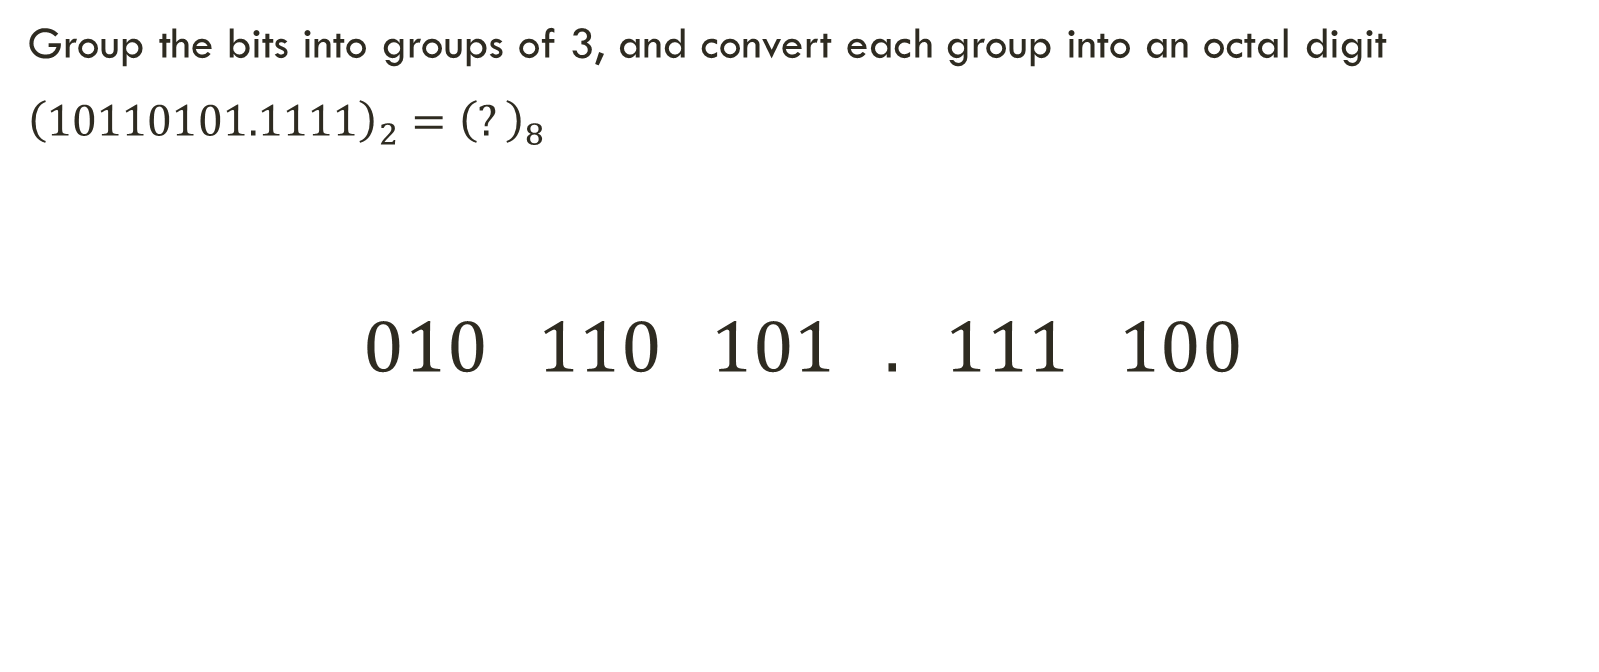 Group the bits into groups of 3, and convert each group into an octal digit
(10110101.1111)₂ = (? )₈
010 110 101 . 111 100